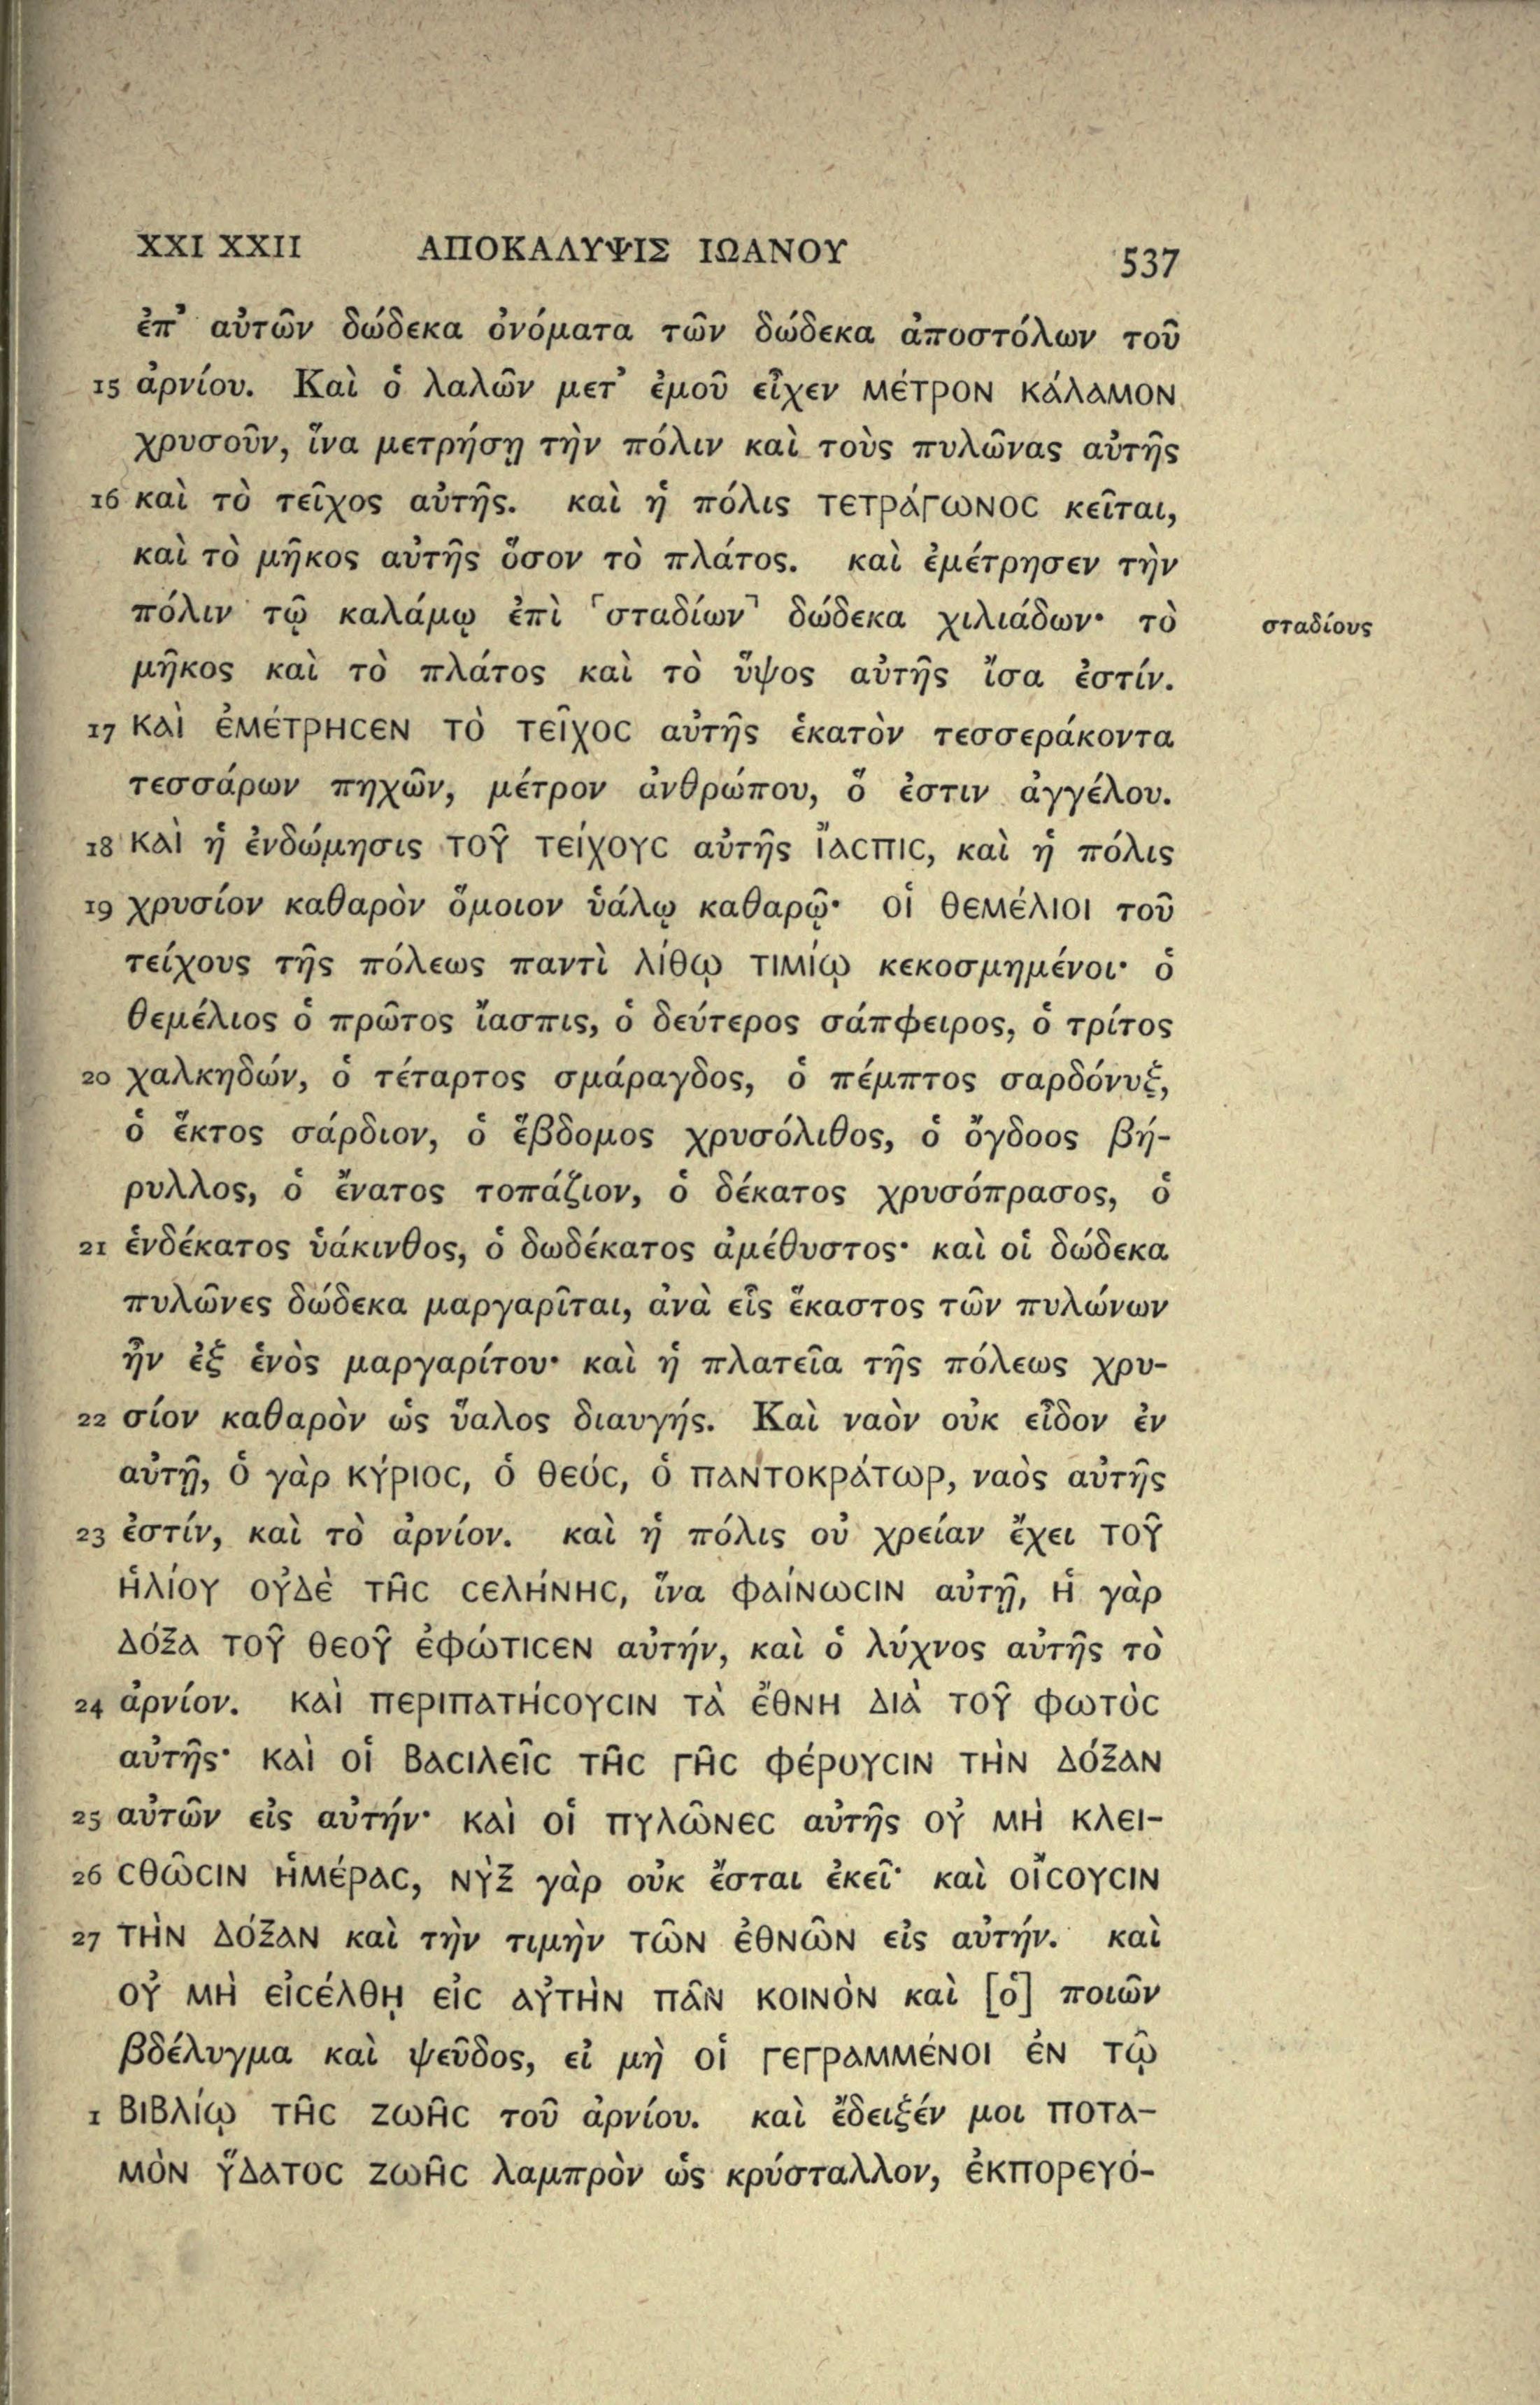 XXI XXII ΑΠΟΚΑΛΥΨΙΣ ΙΩΑΝΟΥ 537
ἐπ’ αὐτῶν δώδεκα ὀνόματα τῶν δώδεκα ἀποστόλων τοῦ
15 ἀρνίου. Καὶ ὁ λαλῶν μετ’ ἐμοῦ εἶχεν μέτρον κάλαμον
χρυσοῦν, ἵνα μετρήσῃ τὴν πόλιν καὶ τοὺς πυλῶνας αὐτῆς
16 καὶ τὸ τεῖχος αὐτῆς. καὶ ἡ πόλις τετράγωνος κεῖται,
καὶ τὸ μῆκος αὐτῆς ὅσον τὸ πλάτος. καὶ ἐμέτρησεν τὴν
πόλιν τῷ καλάμῳ ἐπὶ ⸀σταδίων⸃ δώδεκα χιλιάδων· τὸ σταδίους
μῆκος καὶ τὸ πλάτος καὶ τὸ ὕψος αὐτῆς ἴσα ἐστίν.
17 καὶ ἐμέτρησεν τὸ τεῖχος αὐτῆς ἑκατὸν τεσσεράκοντα
τεσσάρων πηχῶν, μέτρον ἀνθρώπου, ὅ ἐστιν ἀγγέλου.
18 καὶ ἡ ἐνδώμησις τοῦ τείχους αὐτῆς ἴασπις, καὶ ἡ πόλις
19 χρυσίον καθαρὸν ὅμοιον ὑάλῳ καθαρῷ· οἱ θεμέλιοι τοῦ
τείχους τῆς πόλεως παντὶ λίθῳ τιμίῳ κεκοσμημένοι· ὁ
θεμέλιος ὁ πρῶτος ἴασπις, ὁ δεύτερος σάπφειρος, ὁ τρίτος
20 χαλκηδών, ὁ τέταρτος σμάραγδος, ὁ πέμπτος σαρδόνυξ,
ὁ ἕκτος σάρδιον, ὁ ἕβδομος χρυσόλιθος, ὁ ὄγδοος βή-
ρυλλος, ὁ ἔνατος τοπάζιον, ὁ δέκατος χρυσόπρασος, ὁ
21 ἑνδέκατος ὑάκινθος, ὁ δωδέκατος ἀμέθυστος· καὶ οἱ δώδεκα
πυλῶνες δώδεκα μαργαρῖται, ἀνὰ εἷς ἕκαστος τῶν πυλώνων
ἦν ἐξ ἑνὸς μαργαρίτου· καὶ ἡ πλατεῖα τῆς πόλεως χρυ-
22 σίον καθαρὸν ὡς ὕαλος διαυγής. Καὶ ναὸν οὐκ εἶδον ἐν
αὐτῇ, ὁ γὰρ κύριος, ὁ θεός, ὁ παντοκράτωρ, ναὸς αὐτῆς
23 ἐστίν, καὶ τὸ ἀρνίον. καὶ ἡ πόλις οὐ χρείαν ἔχει τοῦ
ἡλίου οὐδὲ τῆς σελήνης, ἵνα φαίνωσιν αὐτῇ, ἡ γὰρ
δόξα τοῦ θεοῦ ἐφώτισεν αὐτήν, καὶ ὁ λύχνος αὐτῆς τὸ
24 ἀρνίον. καὶ περιπατήσουσιν τὰ ἔθνη διὰ τοῦ φωτὸς
αὐτῆς· καὶ οἱ βασιλεῖς τῆς γῆς φέρουσιν τὴν δόξαν
25 αὐτῶν εἰς αὐτήν· καὶ οἱ πυλῶνες αὐτῆς οὐ μὴ κλει-
26 σθῶσιν ἡμέρας, νὺξ γὰρ οὐκ ἔσται ἐκεῖ· καὶ οἴσουσιν
27 τὴν δόξαν καὶ τὴν τιμὴν τῶν ἐθνῶν εἰς αὐτήν. καὶ
οὐ μὴ εἰσέλθῃ εἰς αὐτὴν πᾶν κοινὸν καὶ [ὁ] ποιῶν
βδέλυγμα καὶ ψεῦδος, εἰ μὴ οἱ γεγραμμένοι ἐν τῷ
1 βιβλίῳ τῆς ζωῆς τοῦ ἀρνίου. καὶ ἔδειξέν μοι ποτα-
μὸν ὕδατος ζωῆς λαμπρὸν ὡς κρύσταλλον, ἐκπορευό-